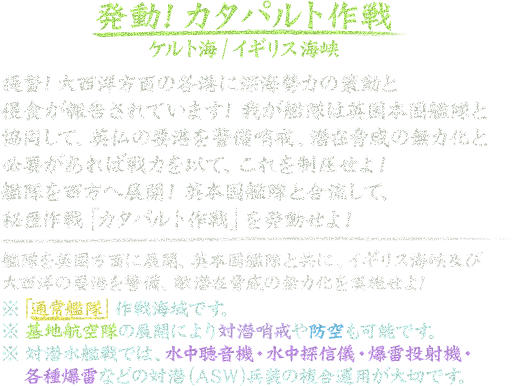 発動! カタパルト作戦
ケルト海/イギリス海峡
提督! 大西洋方面の各港に深海勢力の策動と
侵食が報告されています! 我が艦隊は英国本国艦隊と
協同して、英仏の要港を警備哨戒、潜在脅威の無力化と
必要があれば戦力を以て、これを制圧せよ!
艦隊を西方へ展開! 英本国艦隊と合流して、
秘匿作戦「カタパルト作戦」を発動せよ!
艦隊を英国方面に展開、英本国艦隊と共に、イギリス海峡及び
大西洋の要港を警備、敵潜在脅威の無力化を実施せよ!
※「通常艦隊」作戦海域です。
※ 基地航空隊の展開により対潜哨戒や防空も可能です。
※ 対潜水艦戦では、水中聴音機・水中探信儀・爆雷投射機・
各種爆雷などの対潜(ASW)兵装の複合運用が大切です。